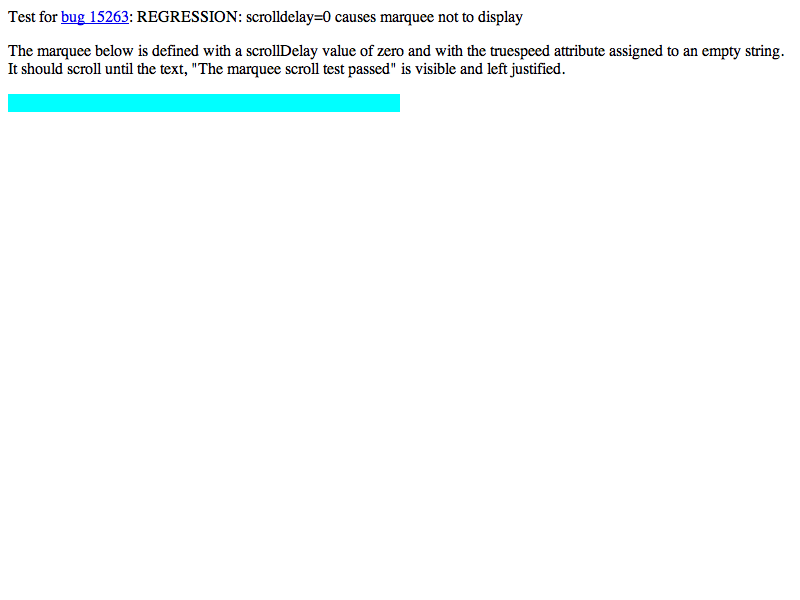 Test for bug 15263: REGRESSION: scrolldelay=0 causes marquee not to display
The marquee below is defined with a scrollDelay value of zero and with the truespeed attribute assigned to an empty string.
It should scroll until the text, "The marquee scroll test passed" is visible and left justified.